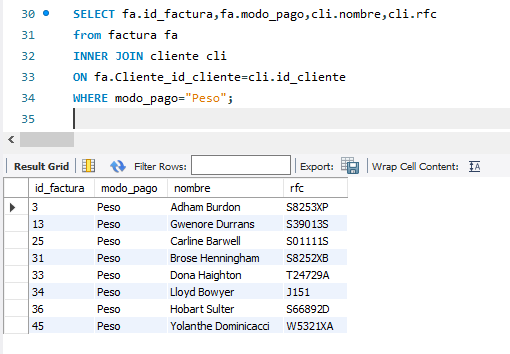 30 SELECT fa.id_factura,fa.modo_pago,cli.nombre,cli.rfc
31 from factura fa
32 INNER JOIN cliente cli
33 ON fa.Cliente_id_cliente=cli.id_cliente
34 WHERE modo_pago="Peso";
35
Result Grid Filter Rows: Export: Wrap Cell Content:
id_factura modo_pago nombre rfc
3 Peso Adham Burdon S8253XP
13 Peso Gwenore Durrans S39013S
25 Peso Carline Barwell S01111S
31 Peso Brose Henningham S8252XB
33 Peso Dona Haighton T24729A
34 Peso Lloyd Bowyer J151
36 Peso Hobart Sulter S66892D
45 Peso Yolanthe Dominicacci W5321XA